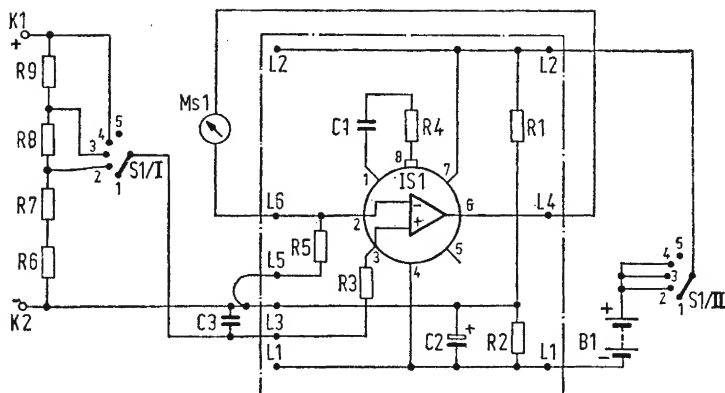 K1
+
R9
R8
R7
R6
-
K2
5
4
3
2
1
S1/I
Ms1
L2
L2
C1
R4
8
1
7
IS1
-
+
2
6
3
4
5
L6
L4
R5
L5
R3
R1
C3
L3
C2
+
R2
L1
L1
5
4
3
2
1
S1/II
+
B1
-